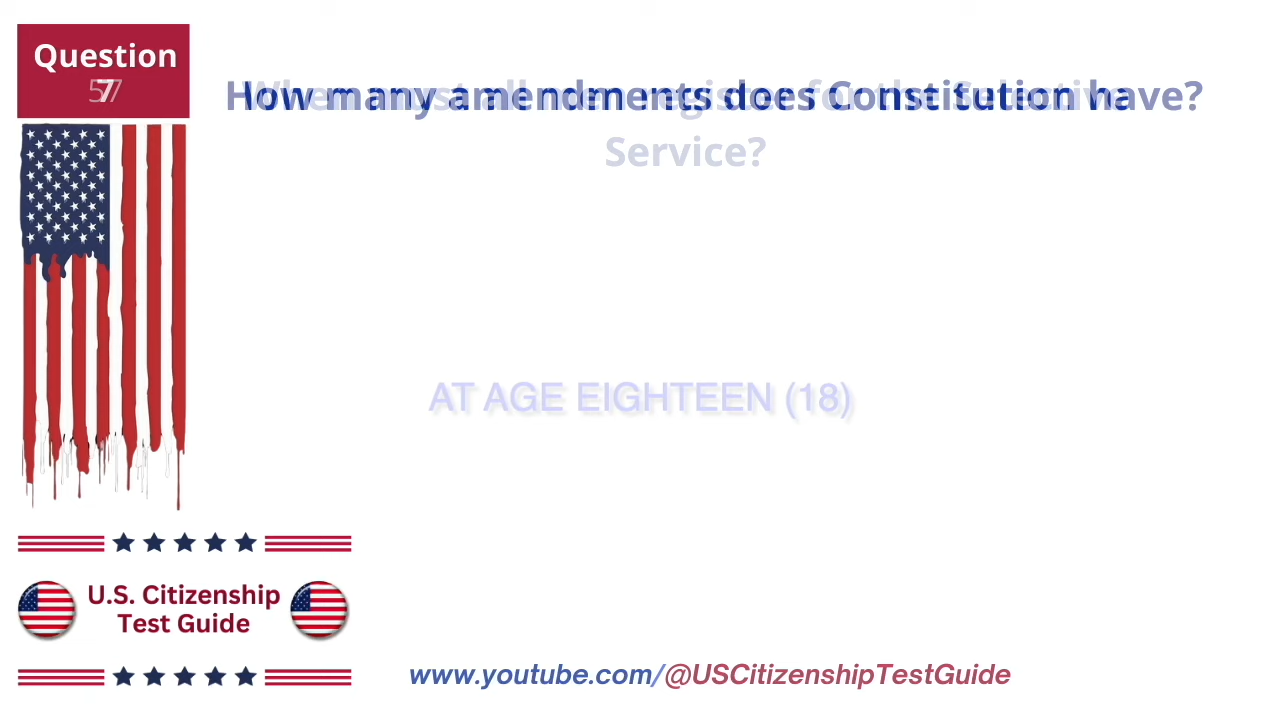 Question
7
How many amendments does Constitution have?
Service?
AT AGE EIGHTEEN (18)
U.S. Citizenship
Test Guide
www.youtube.com/@USCitizenshipTestGuide